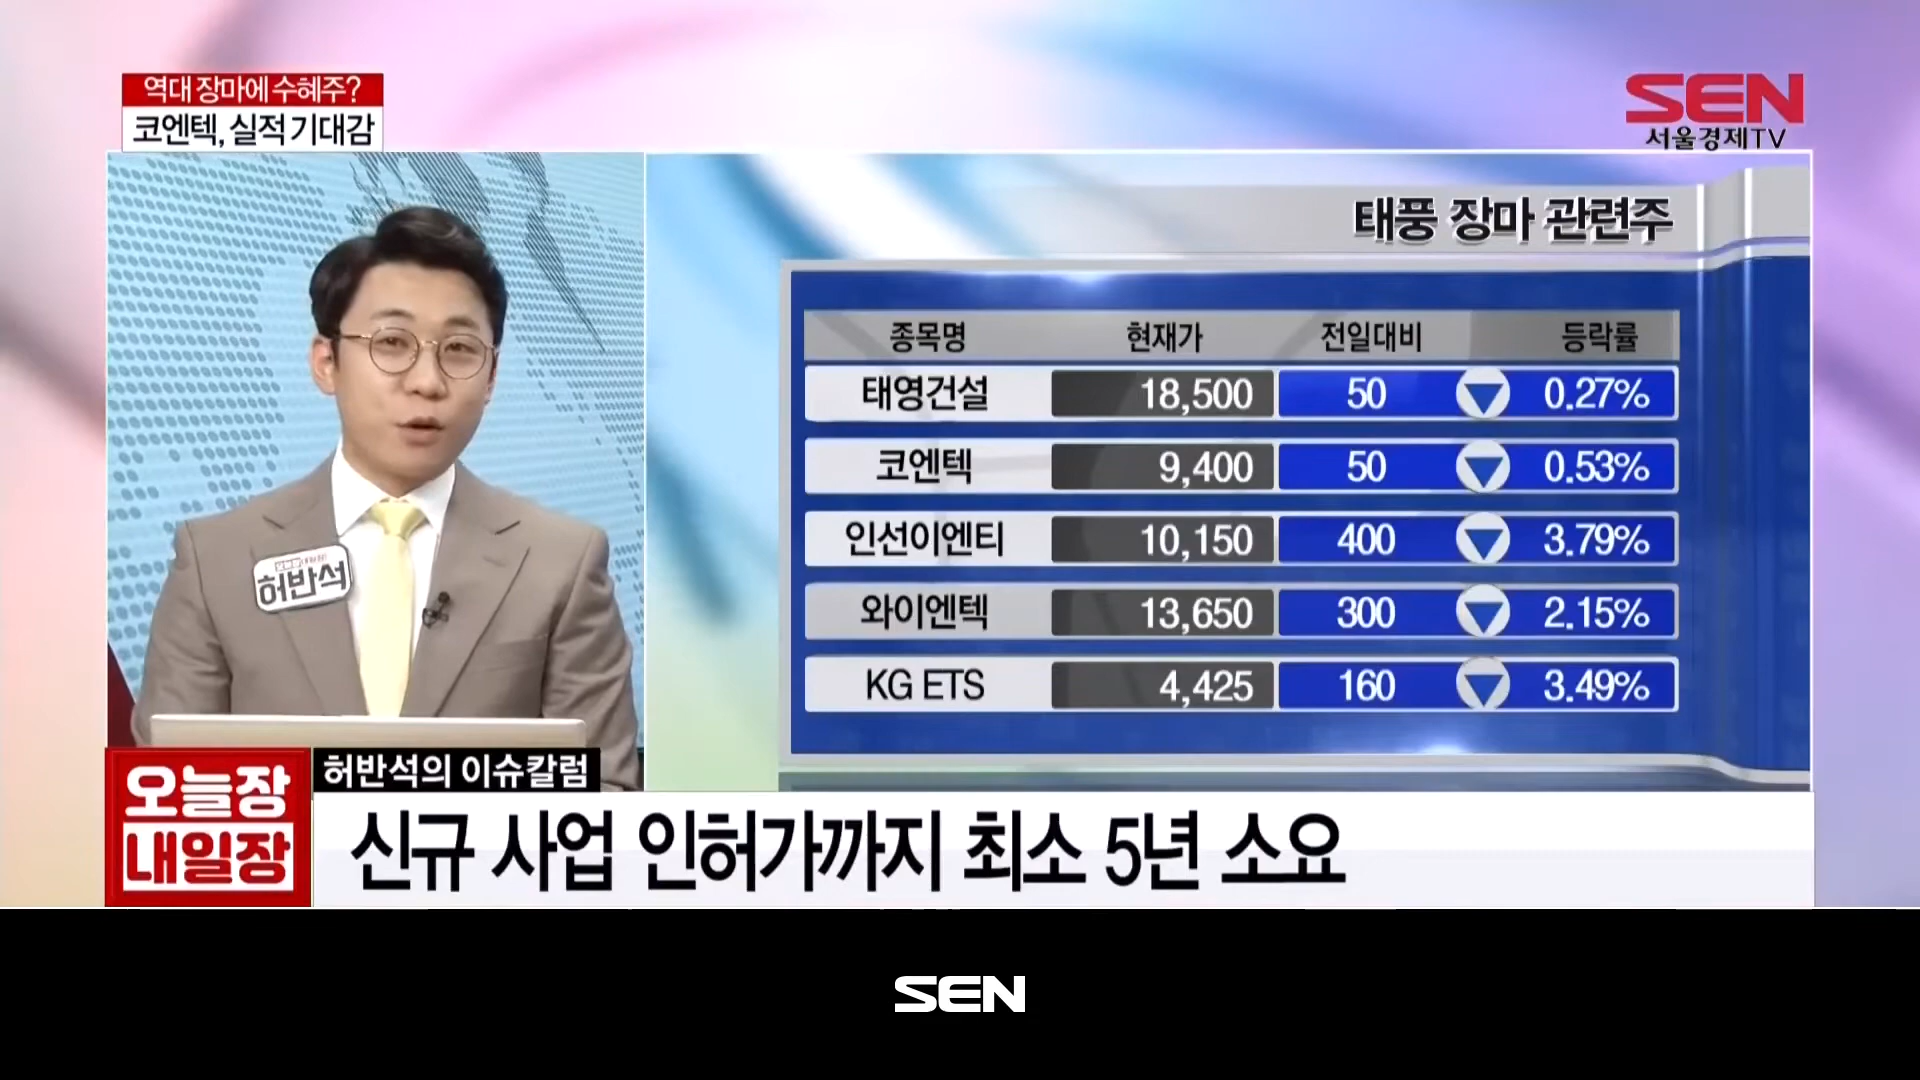 역대 장마에 수혜주?
코엔텍, 실적 기대감
SEN
서울경제TV
태풍 장마 관련주
종목명 현재가 전일대비 등락률
태영건설 18,500 50 ▼ 0.27%
코엔텍 9,400 50 ▼ 0.53%
인선이엔티 10,150 400 ▼ 3.79%
와이엔텍 13,650 300 ▼ 2.15%
KG ETS 4,425 160 ▼ 3.49%
허반석
오늘장
내일장
허반석의 이슈칼럼
신규 사업 인허가까지 최소 5년 소요
SEN